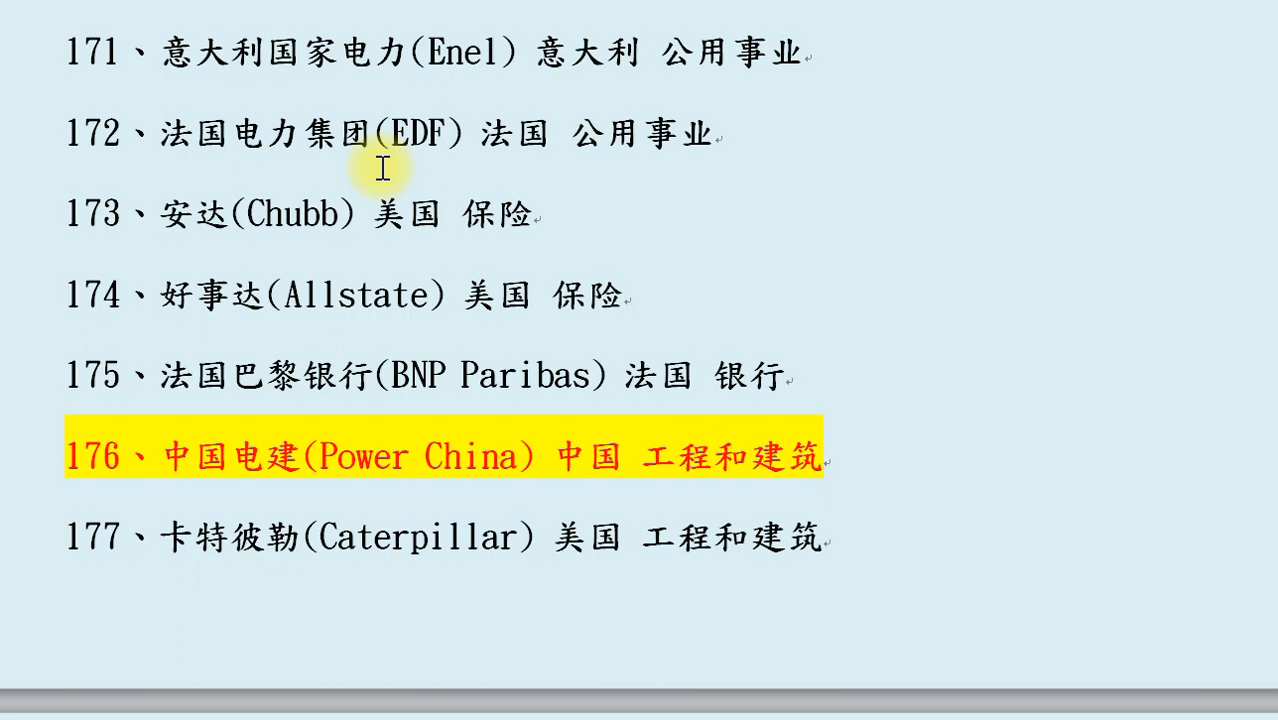 171、意大利国家电力(Enel) 意大利 公用事业
172、法国电力集团(EDF) 法国 公用事业
173、安达(Chubb) 美国 保险
174、好事达(Allstate) 美国 保险
175、法国巴黎银行(BNP Paribas) 法国 银行
176、中国电建(Power China) 中国 工程和建筑
177、卡特彼勒(Caterpillar) 美国 工程和建筑